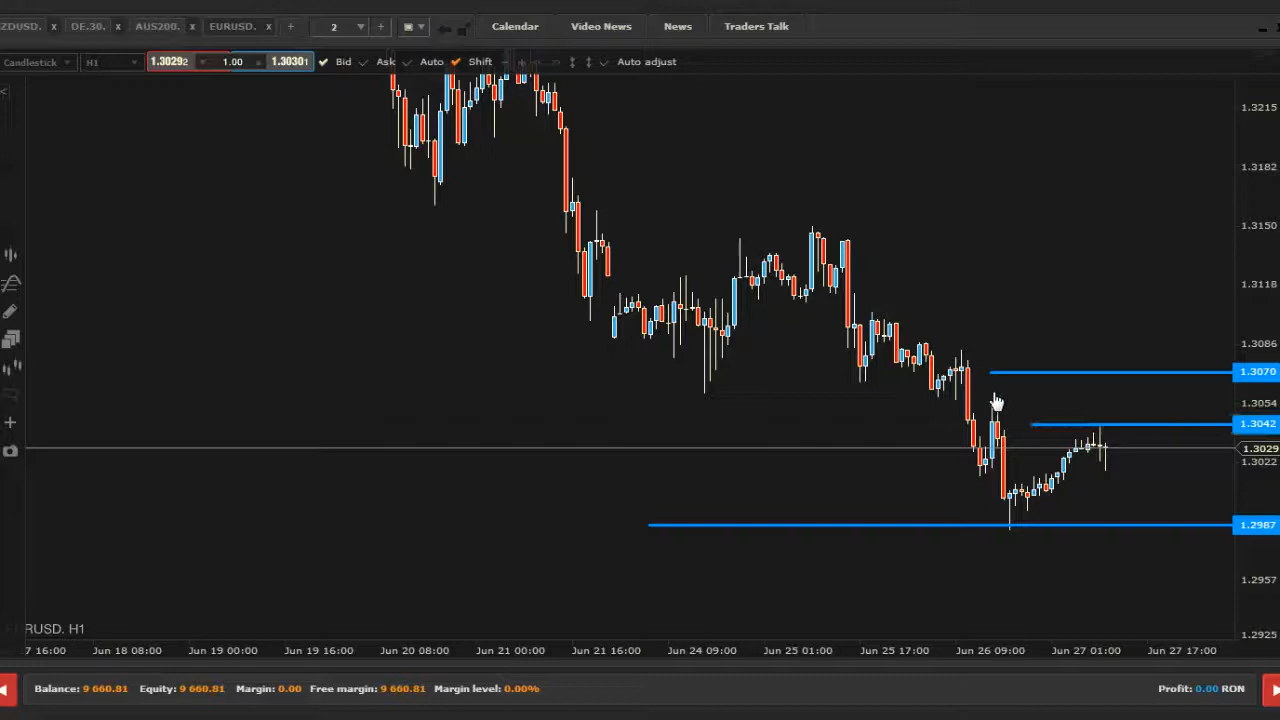 ZDUSD. x DE.30. x AUS200. x EURUSD. x + 2 + Calendar Video News News Traders Talk
Candlestick H1 1.30292 1.00 1.30301 Bid Ask Auto Shift Auto adjust
1.3215
1.3182
1.3150
1.3118
1.3086
1.3070
1.3054
1.3042
1.3029
1.3022
1.2987
1.2957
1.2925
RUSD. H1
7 16:00 Jun 18 08:00 Jun 19 00:00 Jun 19 16:00 Jun 20 08:00 Jun 21 00:00 Jun 21 16:00 Jun 24 09:00 Jun 25 01:00 Jun 25 17:00 Jun 26 09:00 Jun 27 01:00 Jun 27 17:00
Balance: 9 660.81 Equity: 9 660.81 Margin: 0.00 Free margin: 9 660.81 Margin level: 0.00% Profit: 0.00 RON